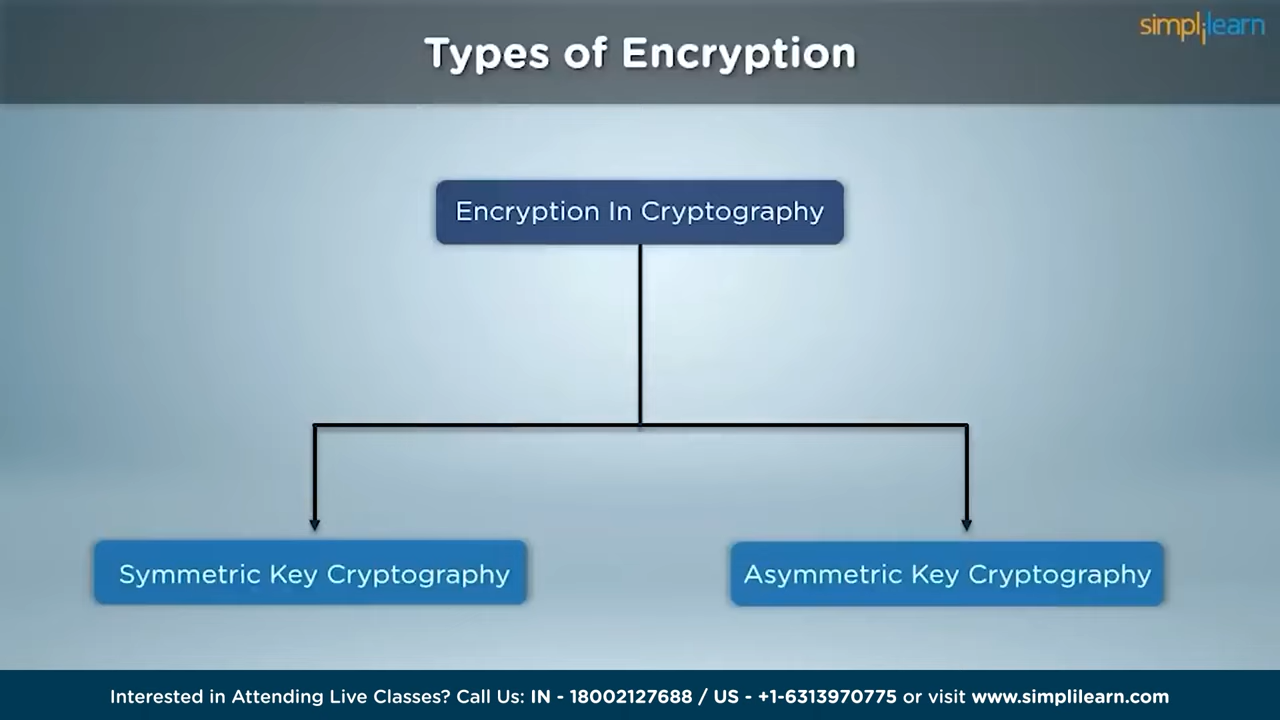 simplilearn
Types of Encryption
Encryption In Cryptography
Symmetric Key Cryptography
Asymmetric Key Cryptography
Interested in Attending Live Classes? Call Us: IN - 18002127688 / US - +1-6313970775 or visit www.simplilearn.com